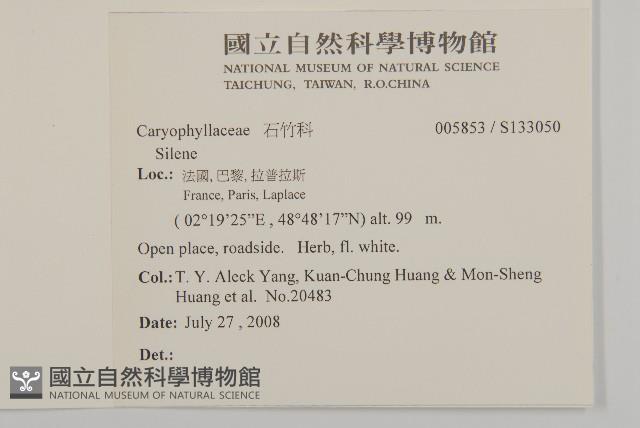 國立自然科學博物館
NATIONAL MUSEUM OF NATURAL SCIENCE
TAICHUNG, TAIWAN, R.O.CHINA
Caryophyllaceae 石竹科 005853 / S133050
Silene
Loc.: 法國, 巴黎, 拉普拉斯
France, Paris, Laplace
( 02°19’25”E , 48°48’17”N) alt. 99 m.
Open place, roadside. Herb, fl. white.
Col.: T. Y. Aleck Yang, Kuan-Chung Huang & Mon-Sheng
Huang et al. No.20483
Date: July 27 , 2008
Det.:
國立自然科學博物館
NATIONAL MUSEUM OF NATURAL SCIENCE